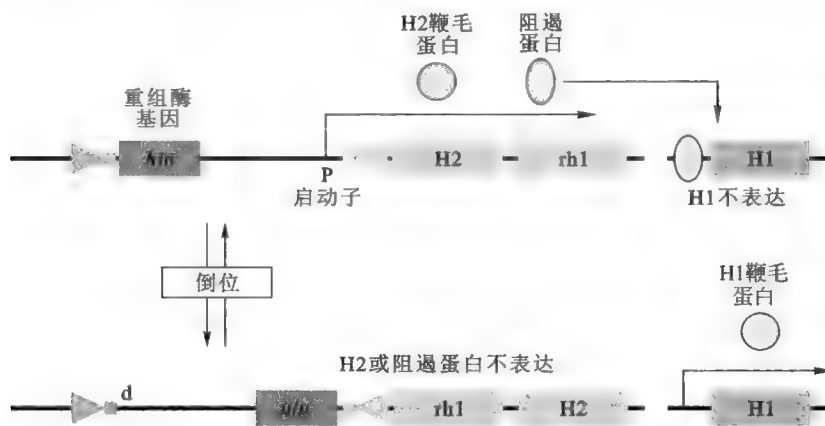 H2鞭毛
蛋白
阻遏
蛋白
重组酶
基因
H2
rh1
H1
P
启动子
H1不表达
倒位
H1鞭毛
蛋白
H2或阻遏蛋白不表达
d
rh1
H2
H1